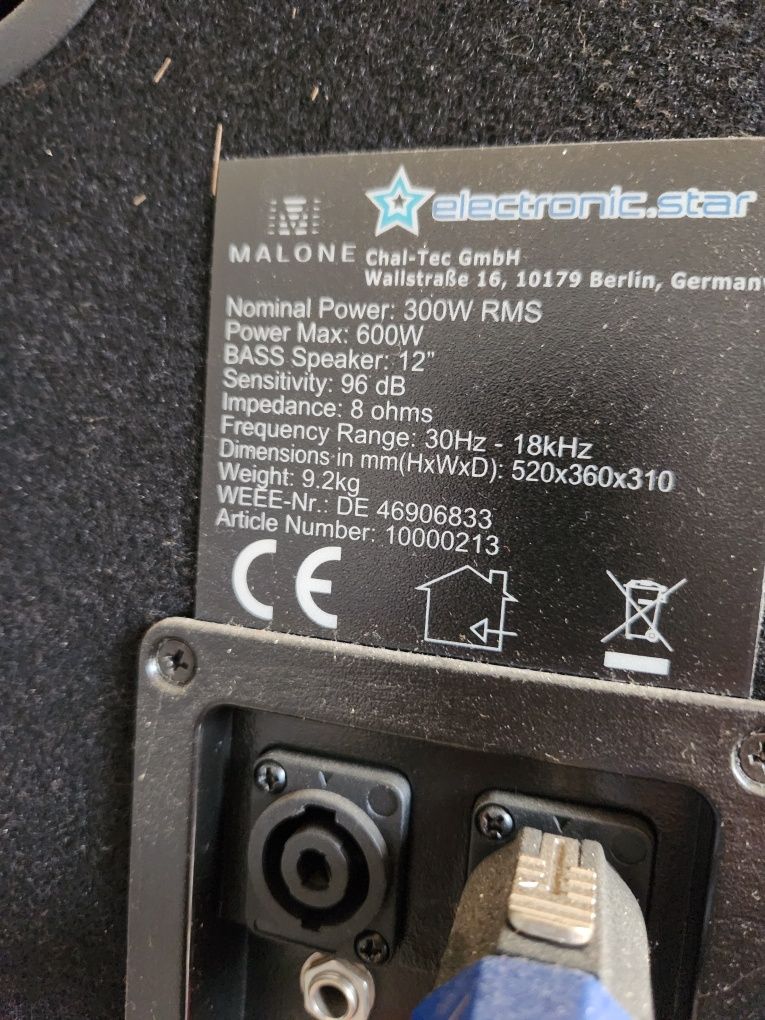 electronic.star
MALONE Chal-Tec GmbH
Wallstraße 16, 10179 Berlin, German
Nominal Power: 300W RMS
Power Max: 600W
BASS Speaker: 12"
Sensitivity: 96 dB
Impedance: 8 ohms
Frequency Range: 30Hz - 18kHz
Dimensions in mm(HxWxD): 520x360x310
Weight: 9.2kg
WEEE-Nr.: DE 46906833
Article Number: 10000213
CE